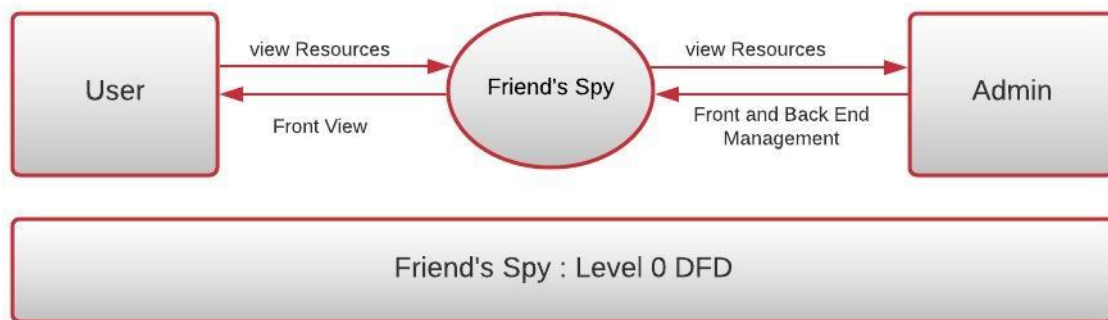 User
view Resources
Front View
Friend's Spy
view Resources
Front and Back End
Management
Admin
Friend's Spy : Level 0 DFD